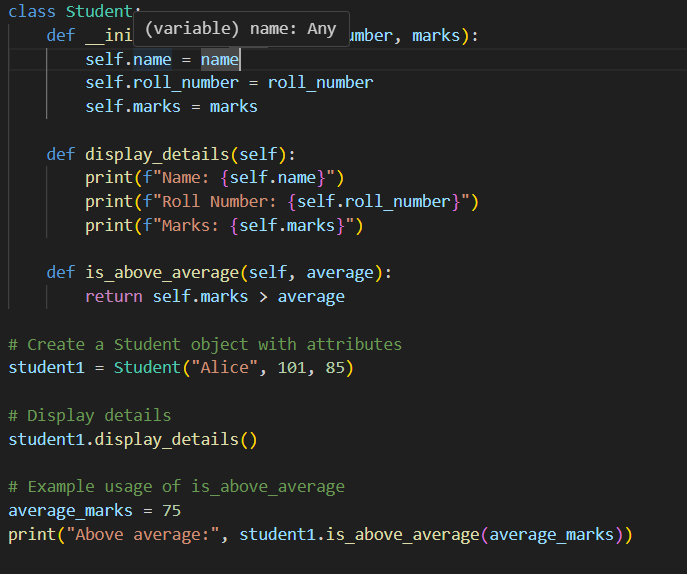 class Student:
(variable) name: Any
def __ini umber, marks):
self.name = name
self.roll_number = roll_number
self.marks = marks
def display_details(self):
print(f"Name: {self.name}")
print(f"Roll Number: {self.roll_number}")
print(f"Marks: {self.marks}")
def is_above_average(self, average):
return self.marks > average
# Create a Student object with attributes
student1 = Student("Alice", 101, 85)
# Display details
student1.display_details()
# Example usage of is_above_average
average_marks = 75
print("Above average:", student1.is_above_average(average_marks))